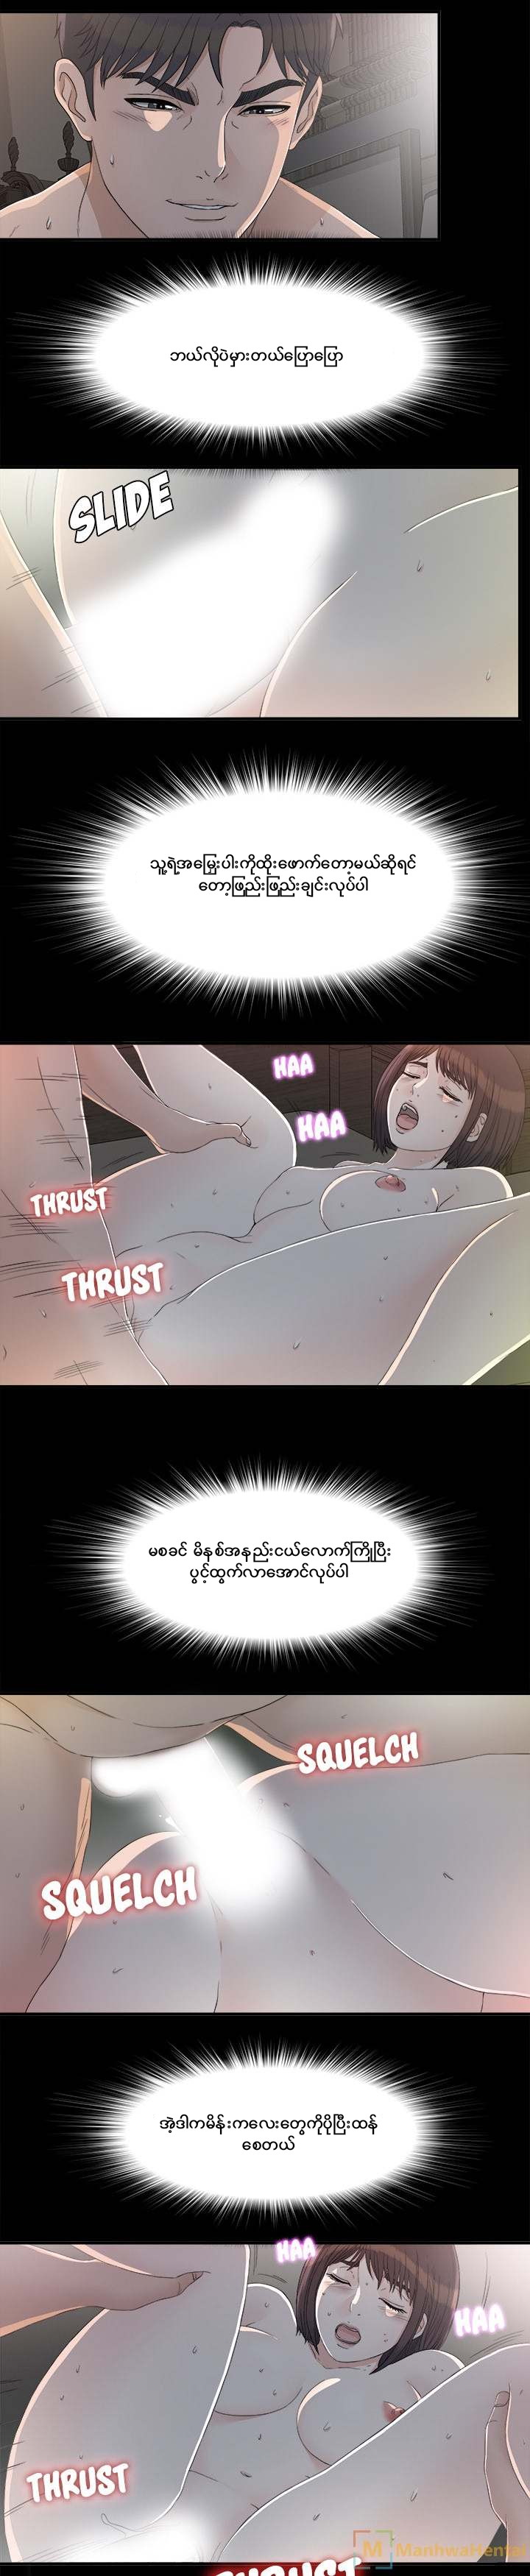 ဘယ်လိုပဲမှားတယ်ပြောပြော
SLIDE
သူ့ရဲ့အမြှေးပါးကိုထိုးဖောက်တော့မယ်ဆိုရင်
တော့ဖြည်းဖြည်းချင်းလုပ်ပါ
HAA
HAA
THRUST
THRUST
မစခင် မိနစ်အနည်းငယ်လောက်ကြိုပြီး
ပွင့်ထွက်လာအောင်လုပ်ပါ
SQUELCH
SQUELCH
အဲ့ဒါကမိန်းကလေးတွေကိုပိုပြီးထန်
စေတယ်
HAA
HAA
THRUST
M ManhwaHentai
THRUST